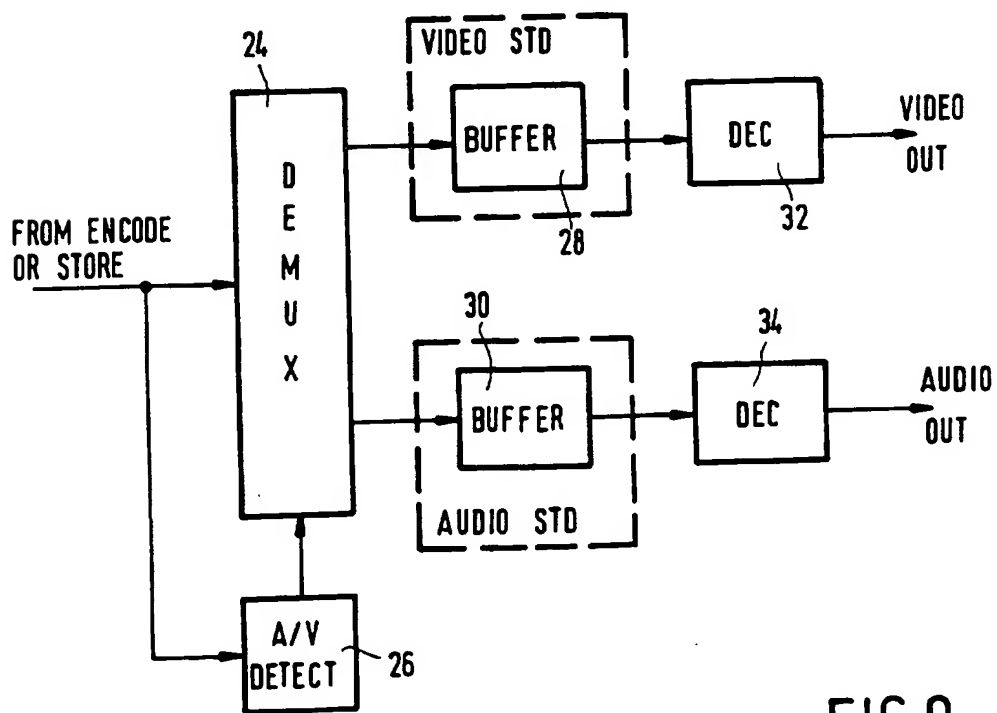 24
VIDEO STD
BUFFER
28
DEC
32
VIDEO
OUT
DEMUX
FROM ENCODE
OR STORE
30
BUFFER
AUDIO STD
34
DEC
AUDIO
OUT
A/V
DETECT
26